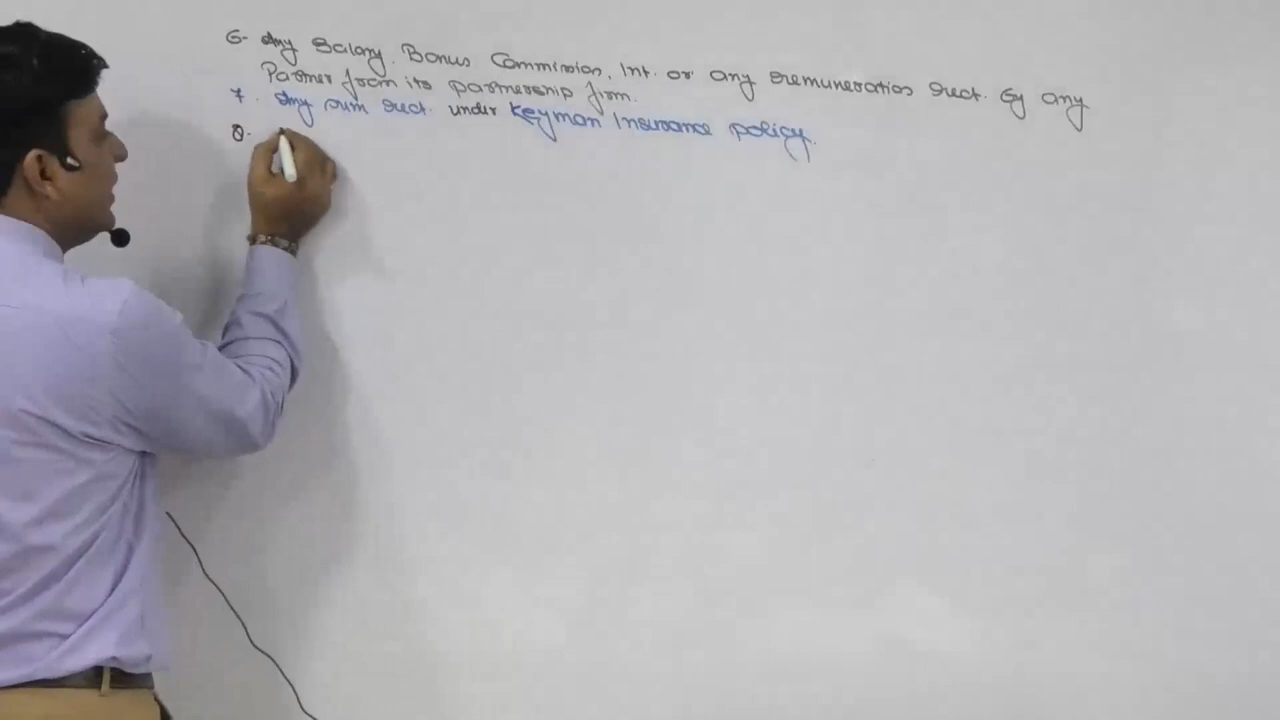 6- Any Salary, Bonus Commission, Int. or any remuneration rect. by any
Partner from its partnership firm.
7. Any sum rect. under Keyman Insurance policy.
8.